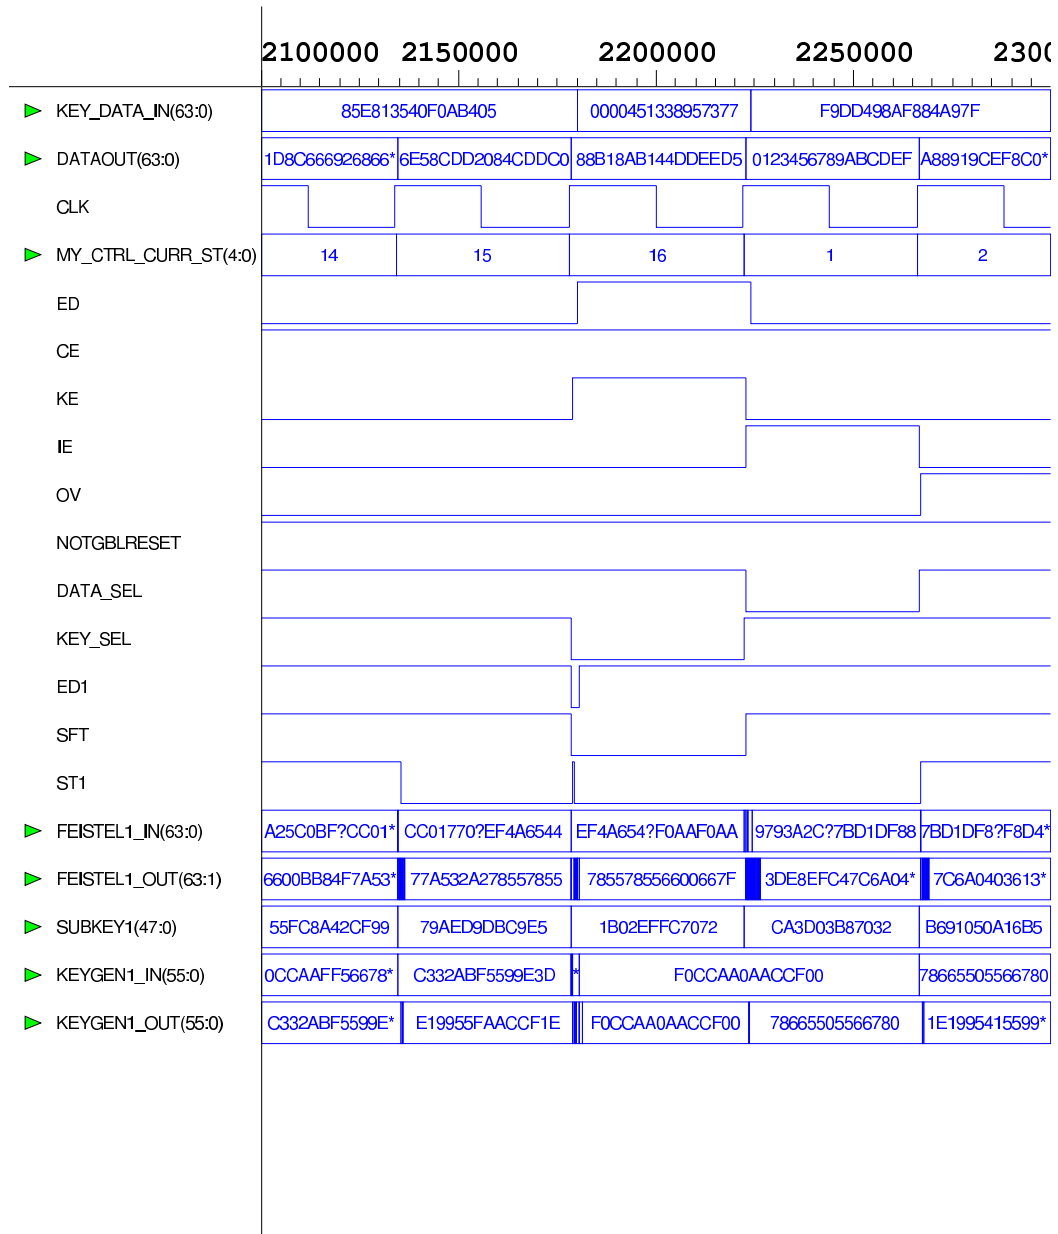 2100000 2150000 2200000 2250000 2300
KEY_DATA_IN(63:0) 85E813540F0AB405 0000451338957377 F9DD498AF884A97F
DATAOUT(63:0) 1D8C666926866* 6E58CDD2084CDDC0 88B18AB144DDEED5 0123456789ABCDEF A88919CEF8C0*
CLK
MY_CTRL_CURR_ST(4:0) 14 15 16 1 2
ED
CE
KE
IE
OV
NOTGBLRESET
DATA_SEL
KEY_SEL
ED1
SFT
ST1
FEISTEL1_IN(63:0) A25C0BF?CC01* CC01770?EF4A6544 EF4A654?F0AAF0AA 9793A2C?7BD1DF88 7BD1DF8?F8D4*
FEISTEL1_OUT(63:1) 6600BB84F7A53* 77A532A278557855 785578556600667F 3DE8EFC47C6A04* 7C6A0403613*
SUBKEY1(47:0) 55FC8A42CF99 79AED9DBC9E5 1B02EFFC7072 CA3D03B87032 B691050A16B5
KEYGEN1_IN(55:0) 0CCAAFF56678* C332ABF5599E3D * F0CCAA0AACCF00 78665505566780
KEYGEN1_OUT(55:0) C332ABF5599E* E19955FAACCF1E F0CCAA0AACCF00 78665505566780 1E1995415599*